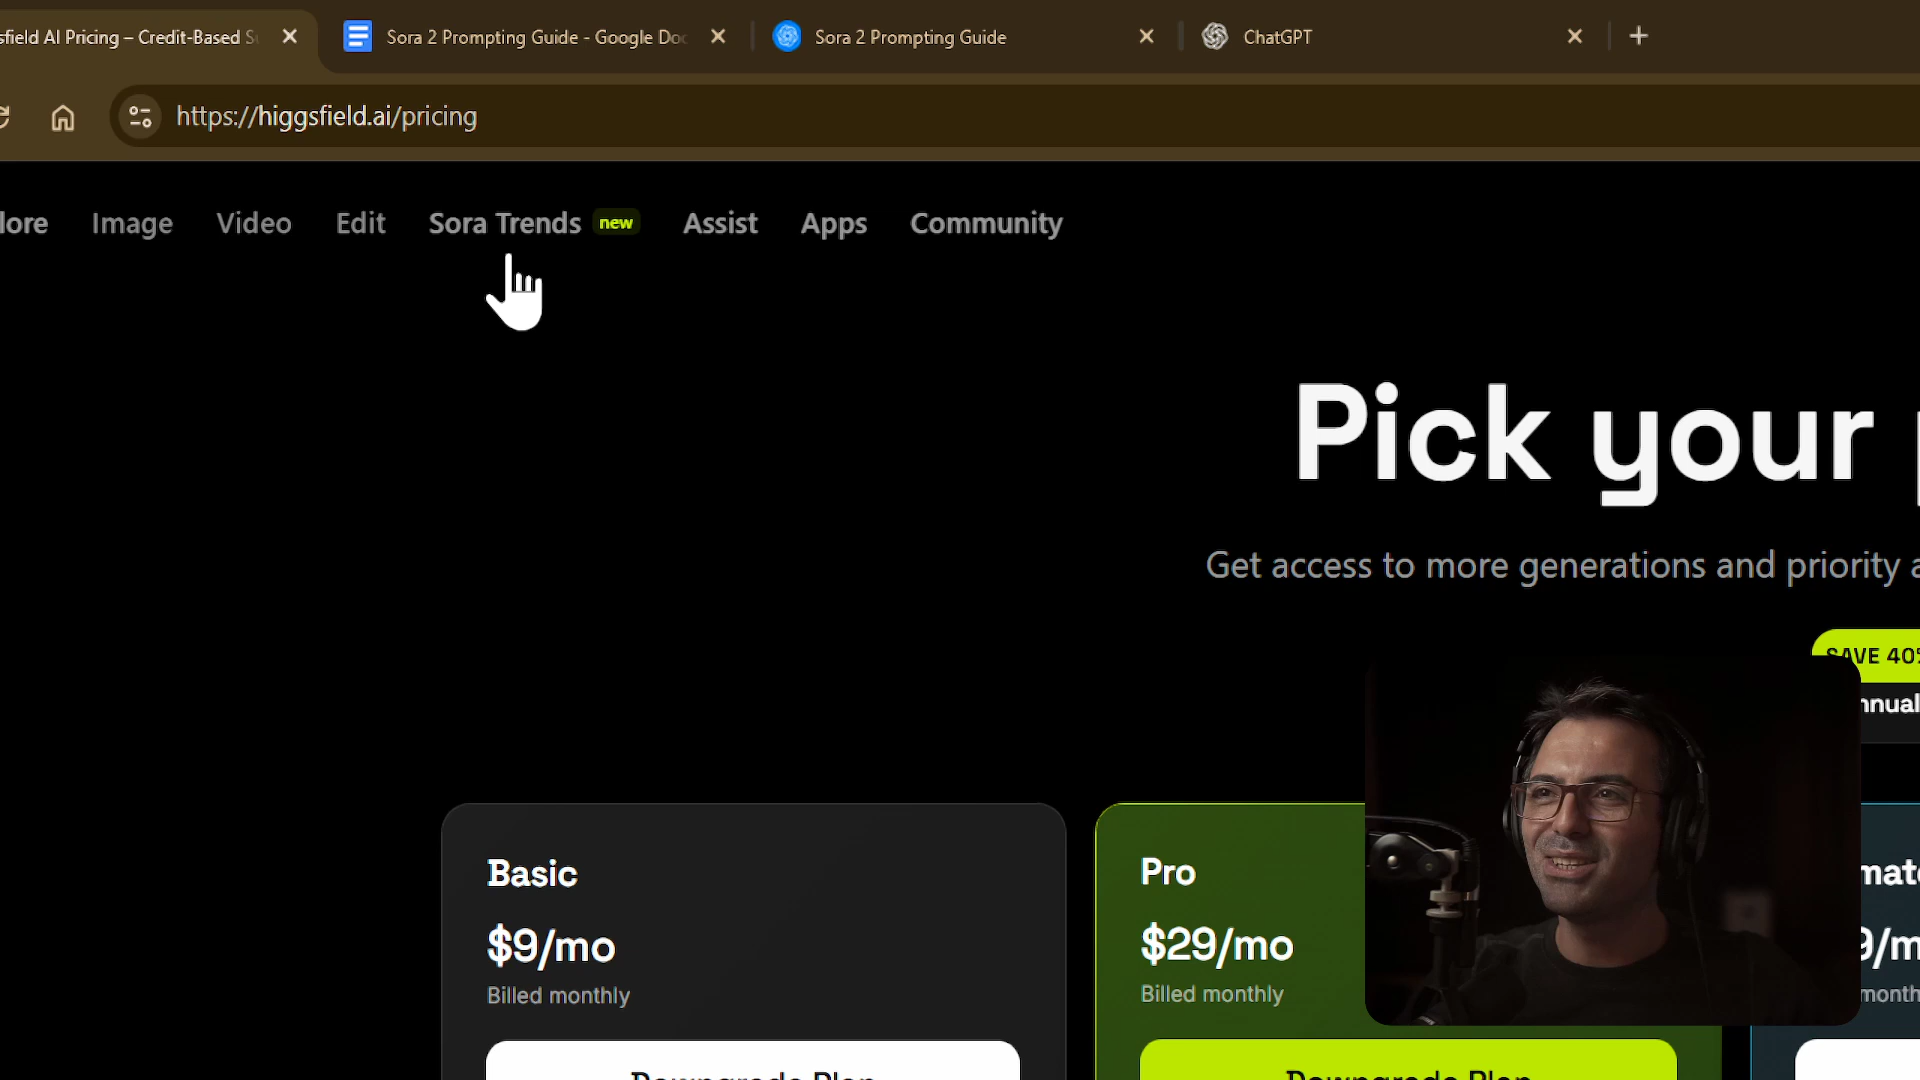 sfield AI Pricing – Credit-Based S
Sora 2 Prompting Guide - Google Doc
Sora 2 Prompting Guide
ChatGPT
https://higgsfield.ai/pricing
lore
Image
Video
Edit
Sora Trends new
Assist
Apps
Community
Pick your
Get access to more generations and priority a
SAVE 40%
nnual
Basic
$9/mo
Billed monthly
Downgrade Plan
Pro
$29/mo
Billed monthly
Downgrade Plan
mate
9/m
month